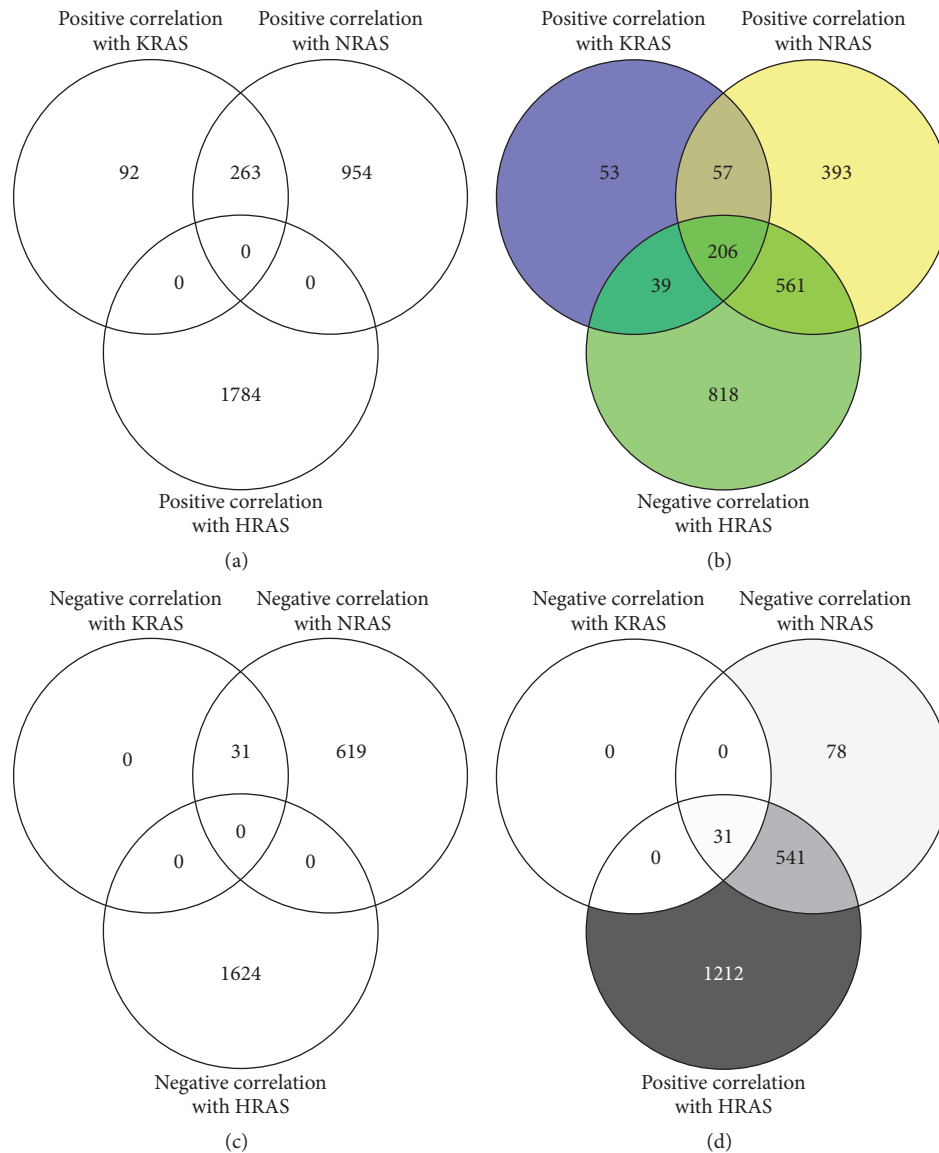 Positive correlation
with KRAS
Positive correlation
with NRAS
92
263
954
0
0
0
1784
Positive correlation
with HRAS
(a)
Positive correlation
with KRAS
Positive correlation
with NRAS
53
57
393
206
39
561
818
Negative correlation
with HRAS
(b)
Negative correlation
with KRAS
Negative correlation
with NRAS
0
31
619
0
0
0
1624
Negative correlation
with HRAS
(c)
Negative correlation
with KRAS
Negative correlation
with NRAS
0
0
78
31
0
541
1212
Positive correlation
with HRAS
(d)